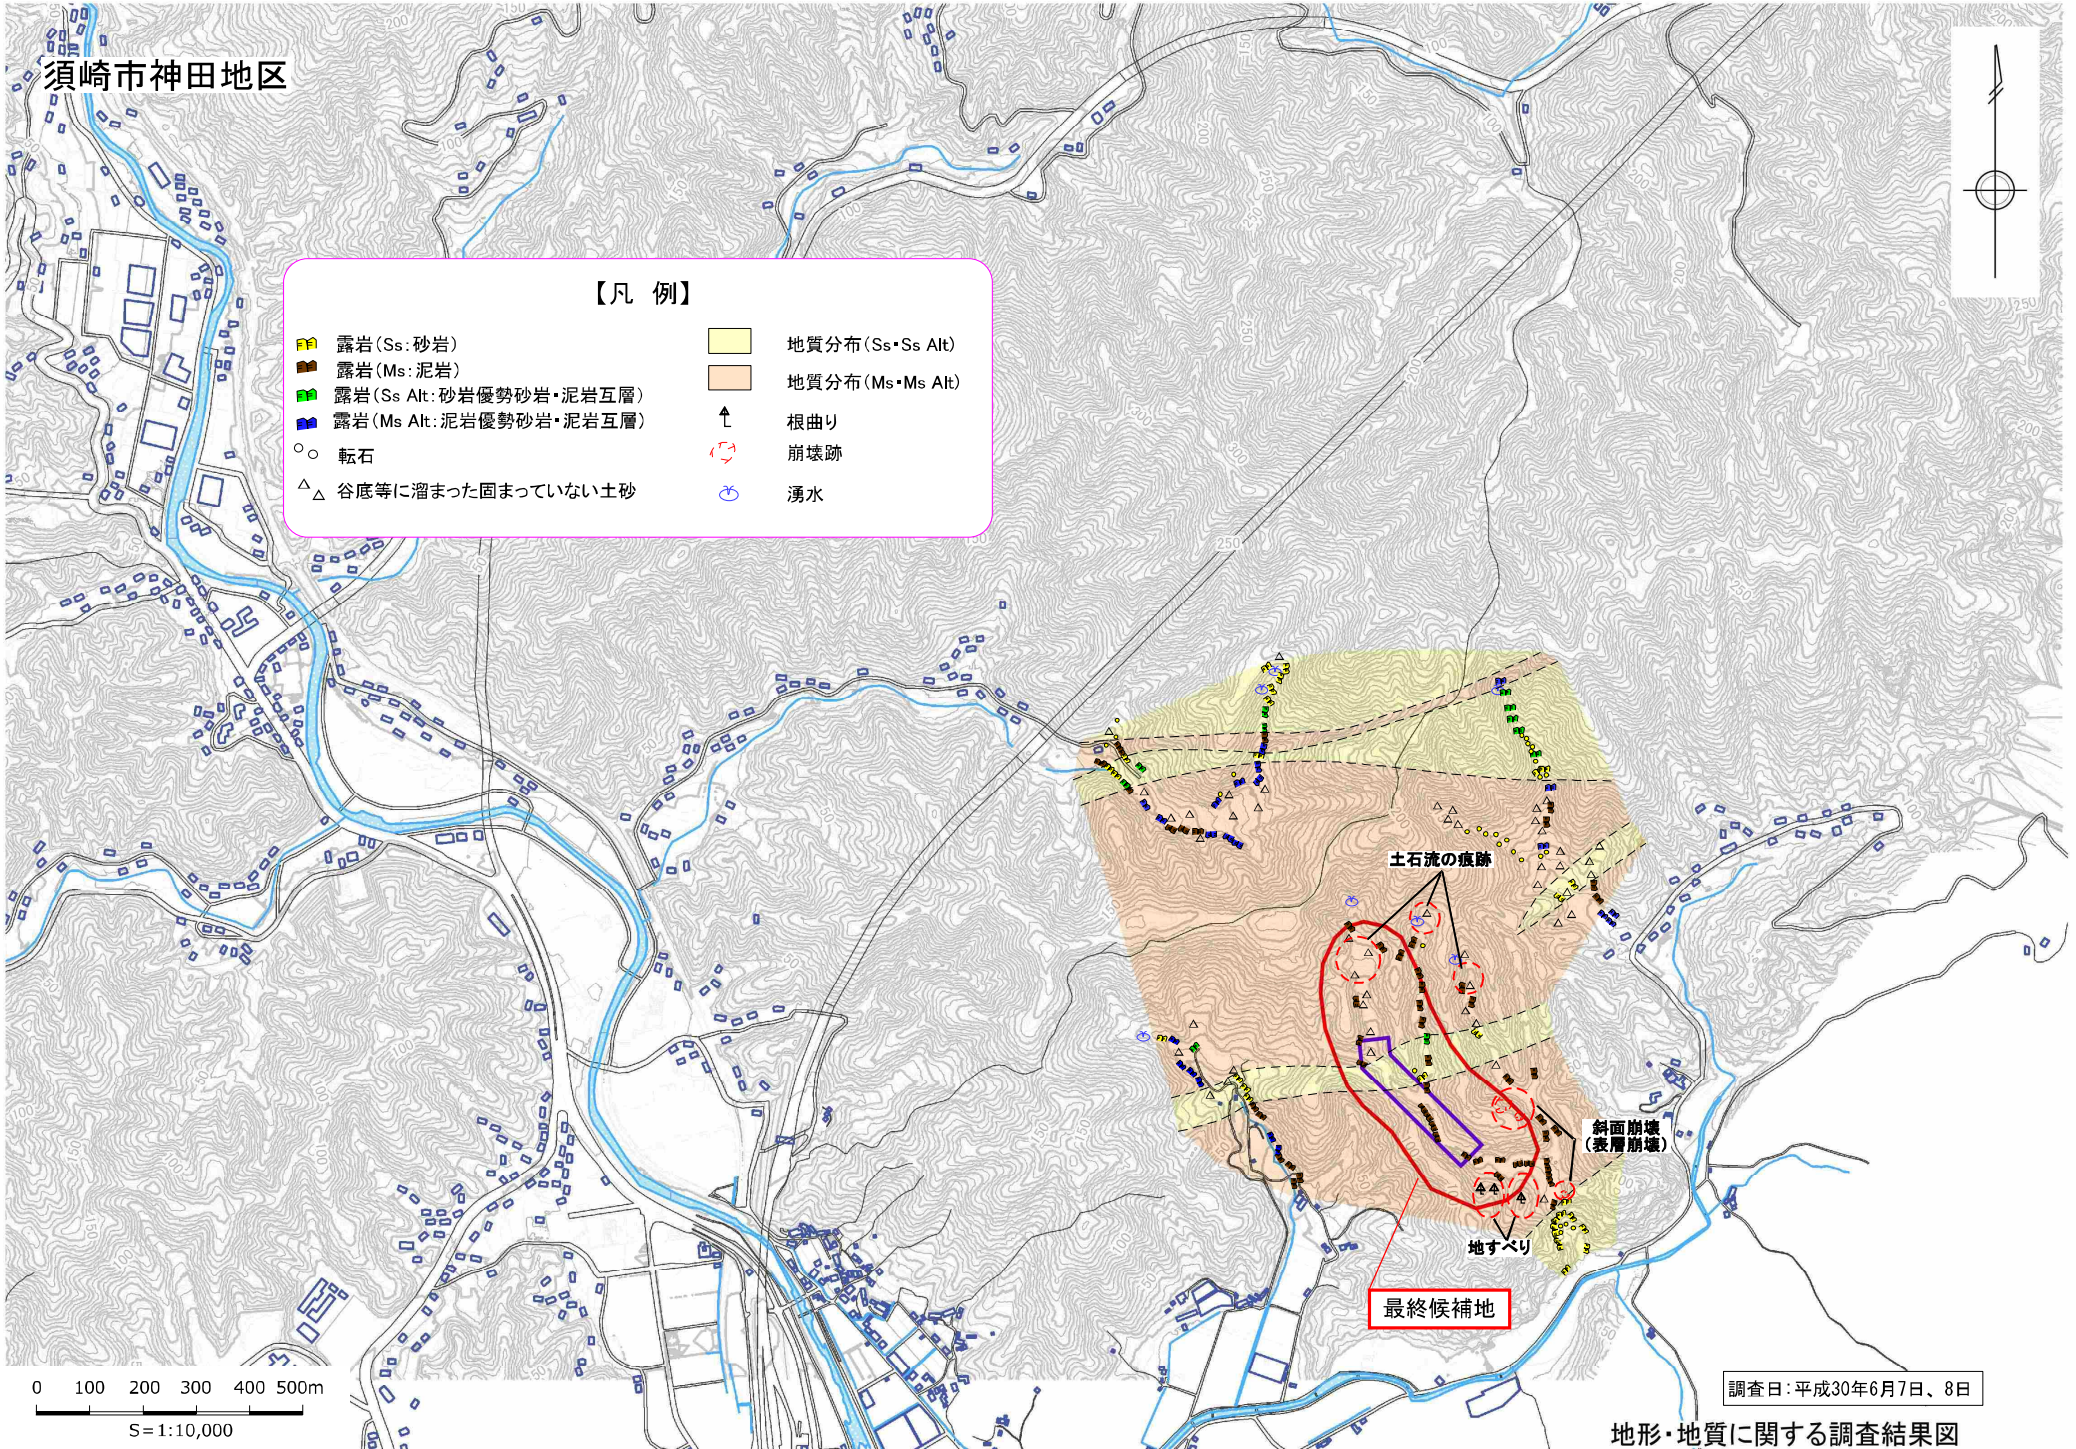 須崎市神田地区
【凡 例】
露岩(Ss:砂岩)
露岩(Ms:泥岩)
露岩(Ss Alt:砂岩優勢砂岩・泥岩互層)
露岩(Ms Alt:泥岩優勢砂岩・泥岩互層)
転石
谷底等に溜まった固まっていない土砂
地質分布(Ss・Ss Alt)
地質分布(Ms・Ms Alt)
根曲り
崩壊跡
湧水
土石流の痕跡
斜面崩壊
(表層崩壊)
地すべり
最終候補地
0 100 200 300 400 500m
S=1:10,000
調査日:平成30年6月7日、8日
地形・地質に関する調査結果図